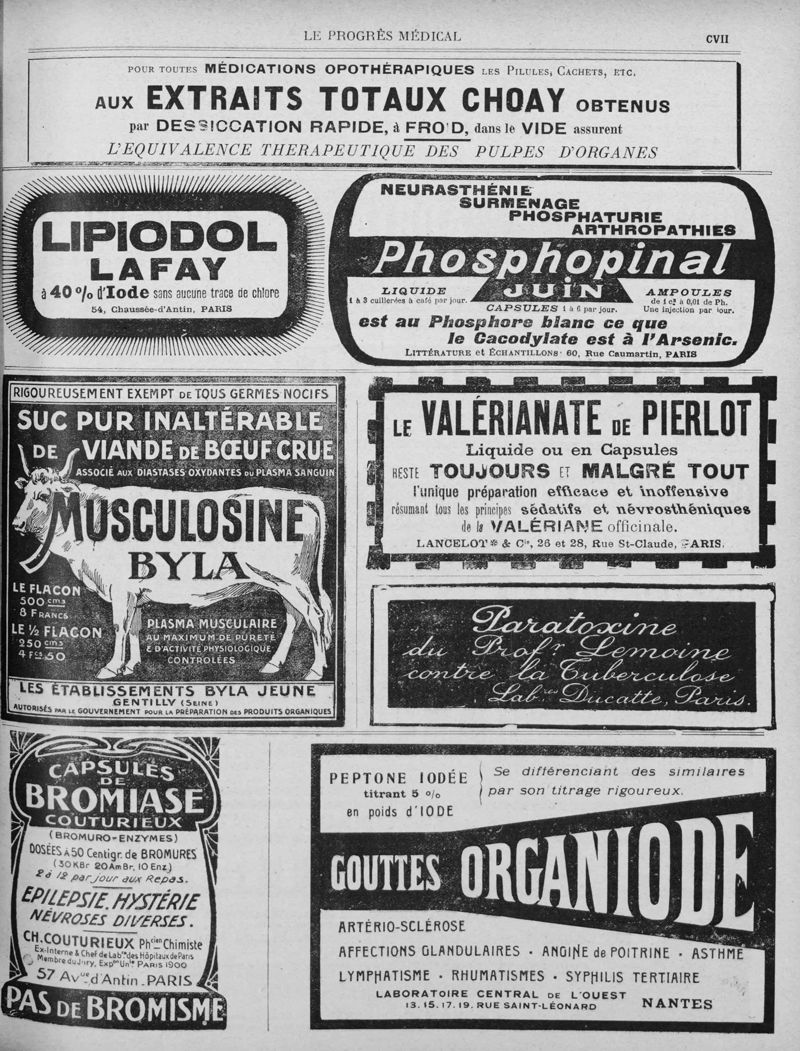 LE PROGRÈS MÉDICAL
CVII
POUR TOUTES MÉDICATIONS OPOTHÉRAPIQUES LES PILULES, CACHETS, ETC.
AUX EXTRAITS TOTAUX CHOAY OBTENUS
par DESSICCATION RAPIDE, à FROID, dans le VIDE assurent
L'EQUIVALENCE THERAPEUTIQUE DES PULPES D'ORGANES
LIPIODOL
LAFAY
à 40 % d'Iode sans aucune trace de chlore
54, Chaussée-d'Antin, PARIS
NEURASTHÉNIE
SURMENAGE
PHOSPHATURIE
ARTHROPATHIES
Phosphopinal
JUIN
LIQUIDE
1 à 3 cuillerées à café par jour.
CAPSULES 1 à 6 par jour.
AMPOULES
de 1 c³ à 0,01 de Ph.
Une injection par jour.
est au Phosphore blanc ce que
le Cacodylate est à l'Arsenic.
LITTÉRATURE et ÉCHANTILLONS: 60, Rue Caumartin, PARIS
RIGOUREUSEMENT EXEMPT DE TOUS GERMES NOCIFS
SUC PUR INALTÉRABLE
DE VIANDE DE BŒUF CRUE
ASSOCIÉ AUX DIASTASES OXYDANTES DU PLASMA SANGUIN
MUSCULOSINE
BYLA
LE FLACON
500 cm3
8 FRANCS
LE ½ FLACON
250 cm3
4 Fcs 50
PLASMA MUSCULAIRE
AU MAXIMUM DE PURETÉ
& D'ACTIVITÉ PHYSIOLOGIQUE
CONTROLÉES
LES ÉTABLISSEMENTS BYLA JEUNE
GENTILLY (SEINE)
AUTORISÉS PAR LE GOUVERNEMENT POUR LA PRÉPARATION DES PRODUITS ORGANIQUES
LE VALÉRIANATE DE PIERLOT
Liquide ou en Capsules
RESTE TOUJOURS ET MALGRÉ TOUT
l'unique préparation efficace et inoffensive
résumant tous les principes sédatifs et névrosthéniques
de la VALÉRIANE officinale.
LANCELOT* & Cie, 26 et 28, Rue St-Claude, PARIS.
Paratoxine
du Profr Lemoine
contre la Tuberculose
Lab.res Ducatte, Paris.
CAPSULES
DE
BROMIASE
COUTURIEUX
(BROMURO-ENZYMES)
DOSÉES À 50 Centigr. de BROMURES
(30 KBr 20 AmBr, 10 Enz.)
2 à 12 par jour aux Repas.
EPILEPSIE. HYSTÉRIE
NÉVROSES DIVERSES.
CH. COUTURIEUX Phcien Chimiste
Ex-Interne & Chef de Labre des Hôpitaux de Paris
Membre du Jury, Expon Unlle PARIS 1900
57 Avue d'Antin. PARIS
PAS DE BROMISME
PEPTONE IODÉE
titrant 5 %
en poids d'IODE
Se différenciant des similaires
par son titrage rigoureux.
GOUTTES ORGANIODE
ARTÉRIO-SCLÉROSE
AFFECTIONS GLANDULAIRES · ANGINE DE POITRINE · ASTHME
LYMPHATISME · RHUMATISMES · SYPHILIS TERTIAIRE
LABORATOIRE CENTRAL DE L'OUEST
13. 15. 17. 19. RUE SAINT-LÉONARD
NANTES